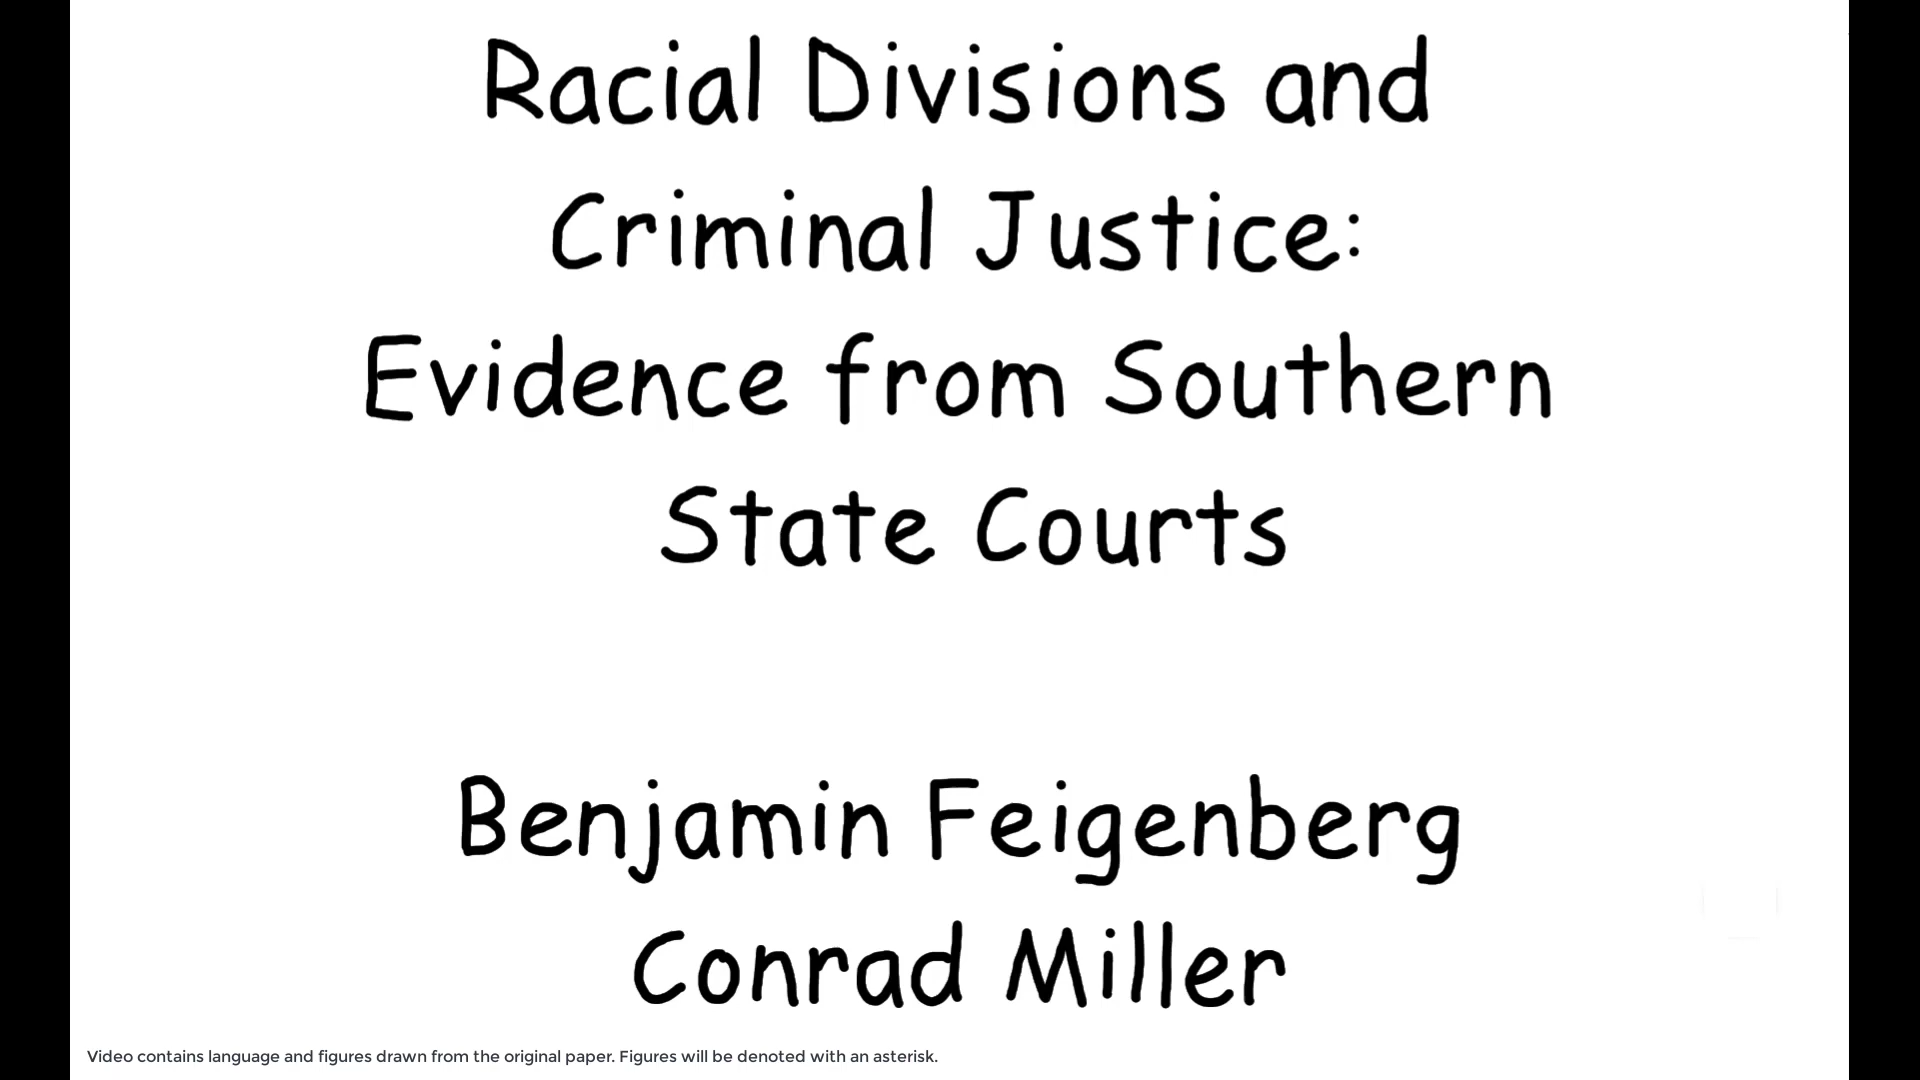 Racial Divisions and
Criminal Justice:
Evidence from Southern
State Courts
Benjamin Feigenberg
Conrad Miller
Video contains language and figures drawn from the original paper. Figures will be denoted with an asterisk.